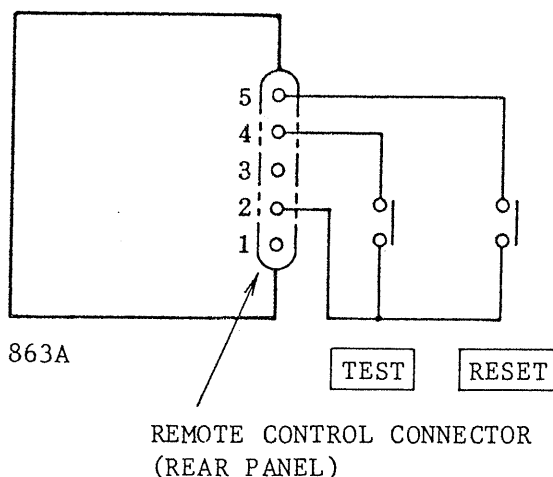 5
4
3
2
1
863A
TEST
RESET
REMOTE CONTROL CONNECTOR
(REAR PANEL)